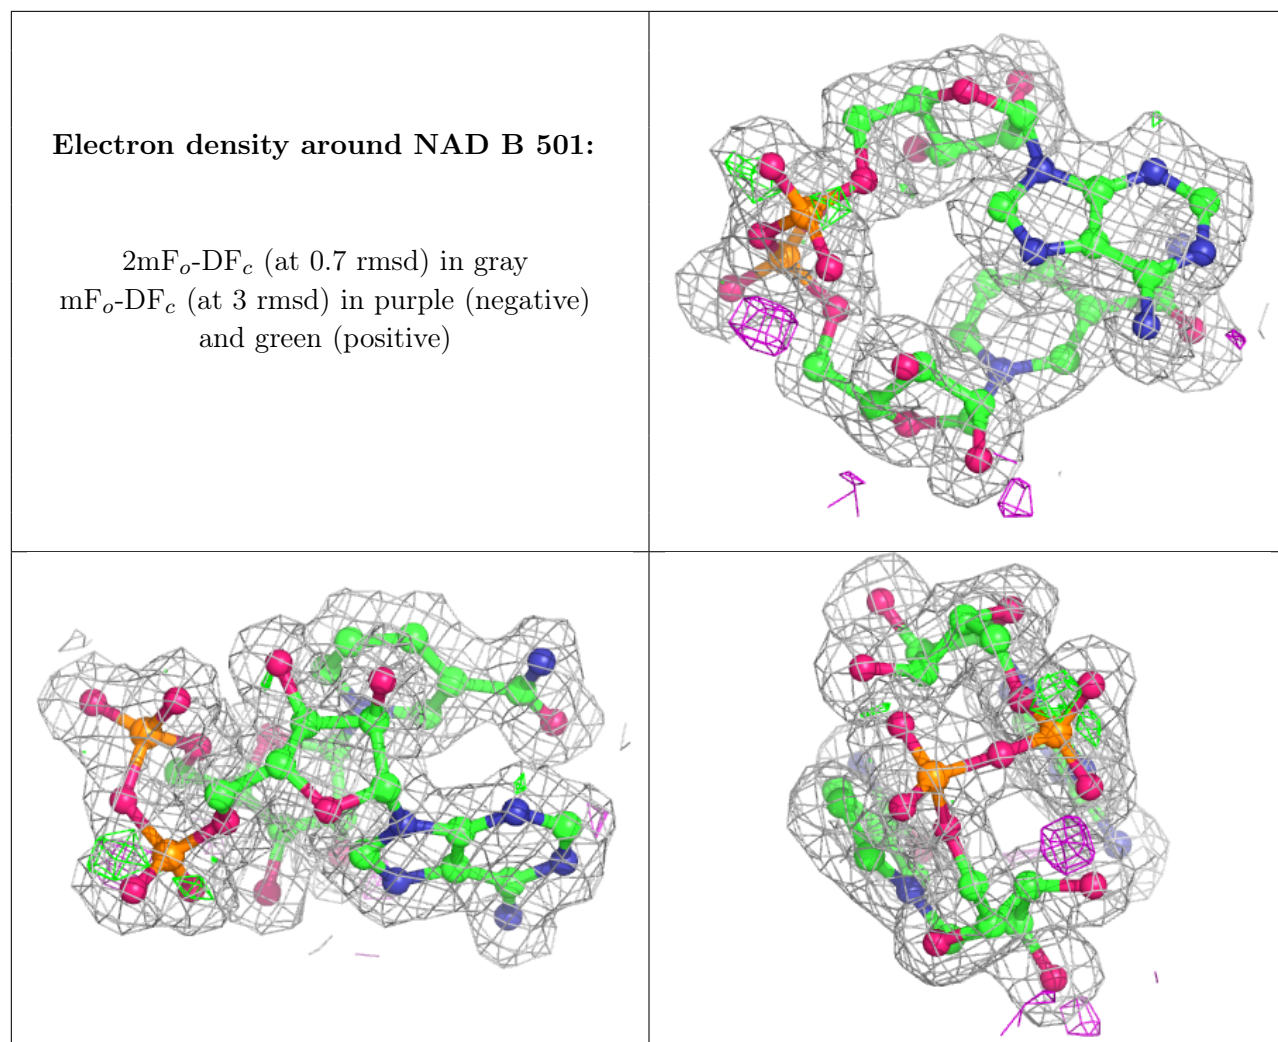 Electron density around NAD B 501:
2mFo-DFc (at 0.7 rmsd) in gray
mFo-DFc (at 3 rmsd) in purple (negative)
and green (positive)